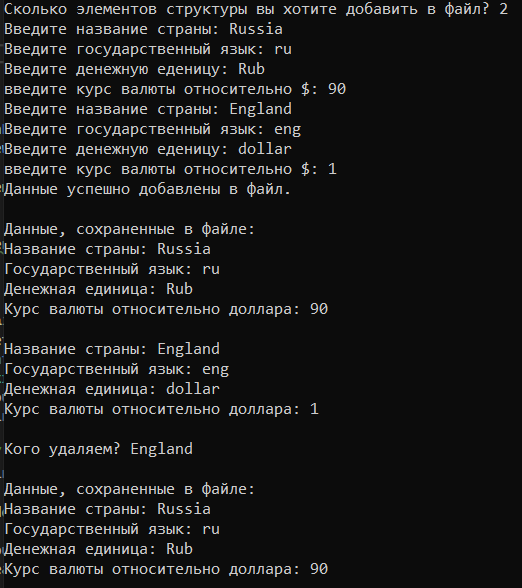 Сколько элементов структуры вы хотите добавить в файл? 2
Введите название страны: Russia
Введите государственный язык: ru
Введите денежную еденицу: Rub
введите курс валюты относительно $: 90
Введите название страны: England
Введите государственный язык: eng
Введите денежную еденицу: dollar
введите курс валюты относительно $: 1
Данные успешно добавлены в файл.
Данные, сохраненные в файле:
Название страны: Russia
Государственный язык: ru
Денежная единица: Rub
Курс валюты относительно доллара: 90
Название страны: England
Государственный язык: eng
Денежная единица: dollar
Курс валюты относительно доллара: 1
Кого удаляем? England
Данные, сохраненные в файле:
Название страны: Russia
Государственный язык: ru
Денежная единица: Rub
Курс валюты относительно доллара: 90